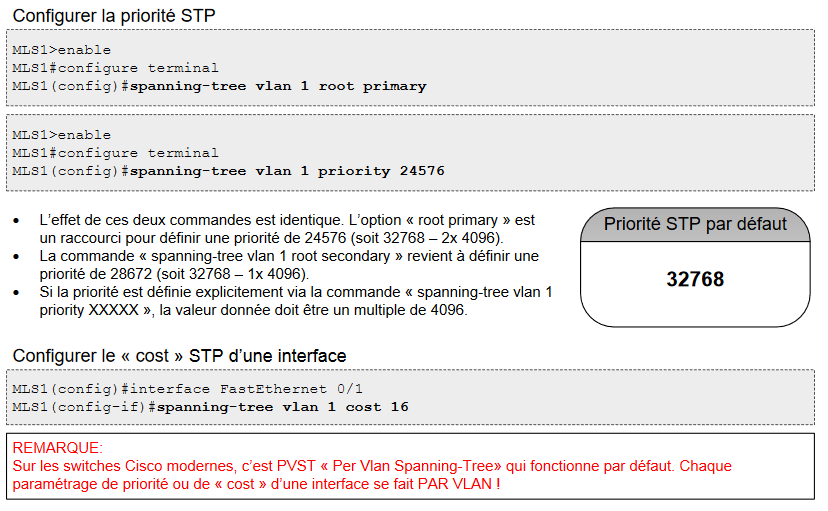 Configurer la priorité STP
MLS1>enable
MLS1#configure terminal
MLS1(config)#spanning-tree vlan 1 root primary
MLS1>enable
MLS1#configure terminal
MLS1(config)#spanning-tree vlan 1 priority 24576
• L’effet de ces deux commandes est identique. L’option « root primary » est
un raccourci pour définir une priorité de 24576 (soit 32768 – 2x 4096).
• La commande « spanning-tree vlan 1 root secondary » revient à définir une
priorité de 28672 (soit 32768 – 1x 4096).
• Si la priorité est définie explicitement via la commande « spanning-tree vlan 1
priority XXXXX », la valeur donnée doit être un multiple de 4096.
Priorité STP par défaut
32768
Configurer le « cost » STP d’une interface
MLS1(config)#interface FastEthernet 0/1
MLS1(config-if)#spanning-tree vlan 1 cost 16
REMARQUE:
Sur les switches Cisco modernes, c’est PVST « Per Vlan Spanning-Tree» qui fonctionne par défaut. Chaque
paramétrage de priorité ou de « cost » d’une interface se fait PAR VLAN !